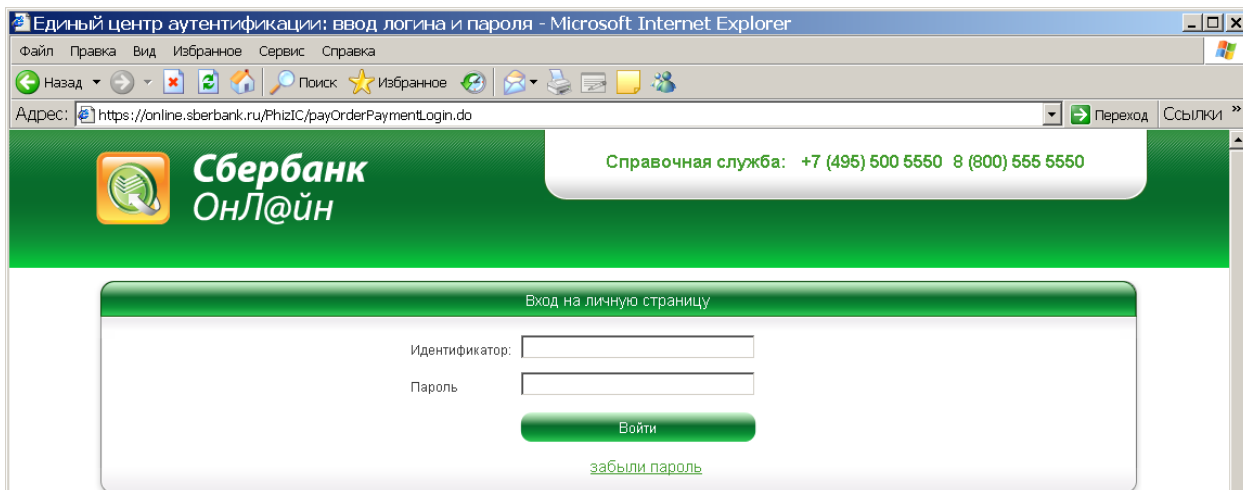 Единый центр аутентификации: ввод логина и пароля - Microsoft Internet Explorer
Файл Правка Вид Избранное Сервис Справка
Назад Поиск Избранное
Адрес: https://online.sberbank.ru/PhizIC/payOrderPaymentLogin.do Переход Ссылки »
Справочная служба: +7 (495) 500 5550 8 (800) 555 5550
Сбербанк
ОнЛ@йн
Вход на личную страницу
Идентификатор:
Пароль
Войти
забыли пароль